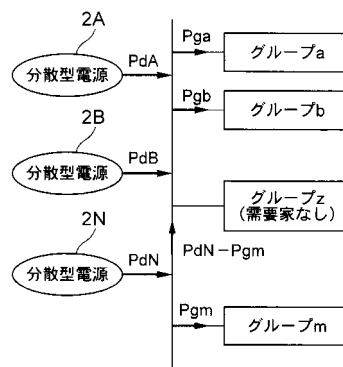 2A
分散型電源
PdA
Pga
グループa
Pgb
グループb
2B
分散型電源
PdB
グループz
(需要家なし)
2N
分散型電源
PdN
PdN－Pgm
Pgm
グループm